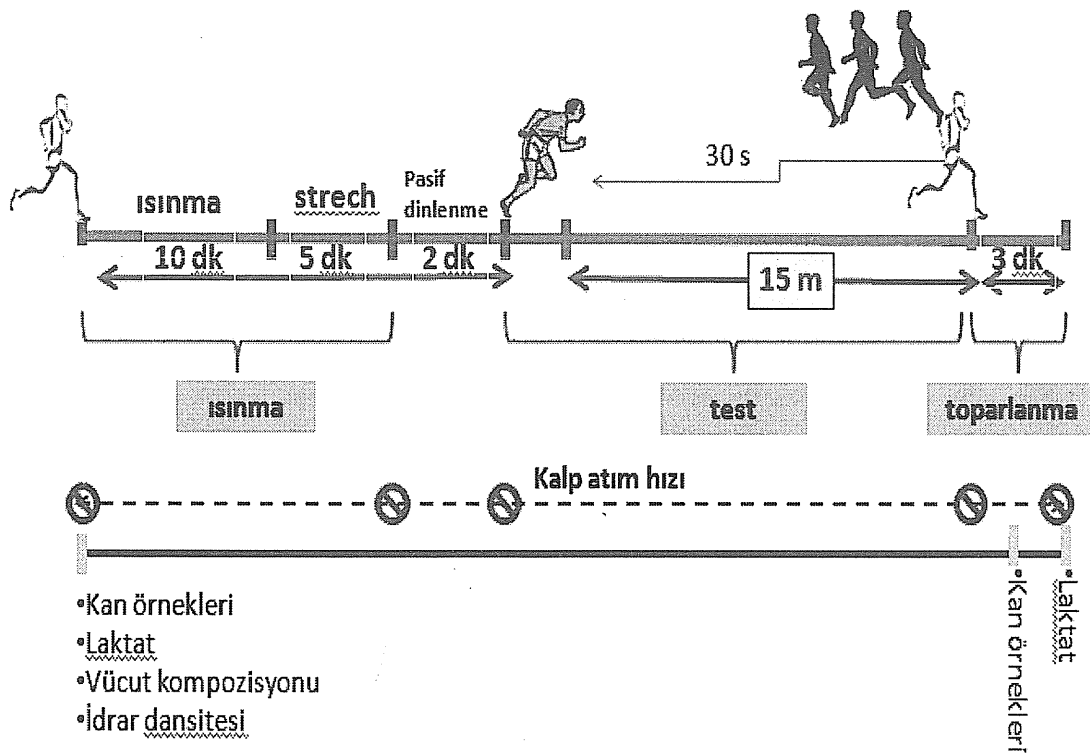 30 s
ısınma
strech
Pasif
dinlenme
10 dk
5 dk
2 dk
15 m
3 dk
ısınma
test
toparlanma
Kalp atım hızı
•Kan örnekleri
•Laktat
•Vücut kompozisyonu
•İdrar dansitesi
•Kan örnekleri
•Laktat